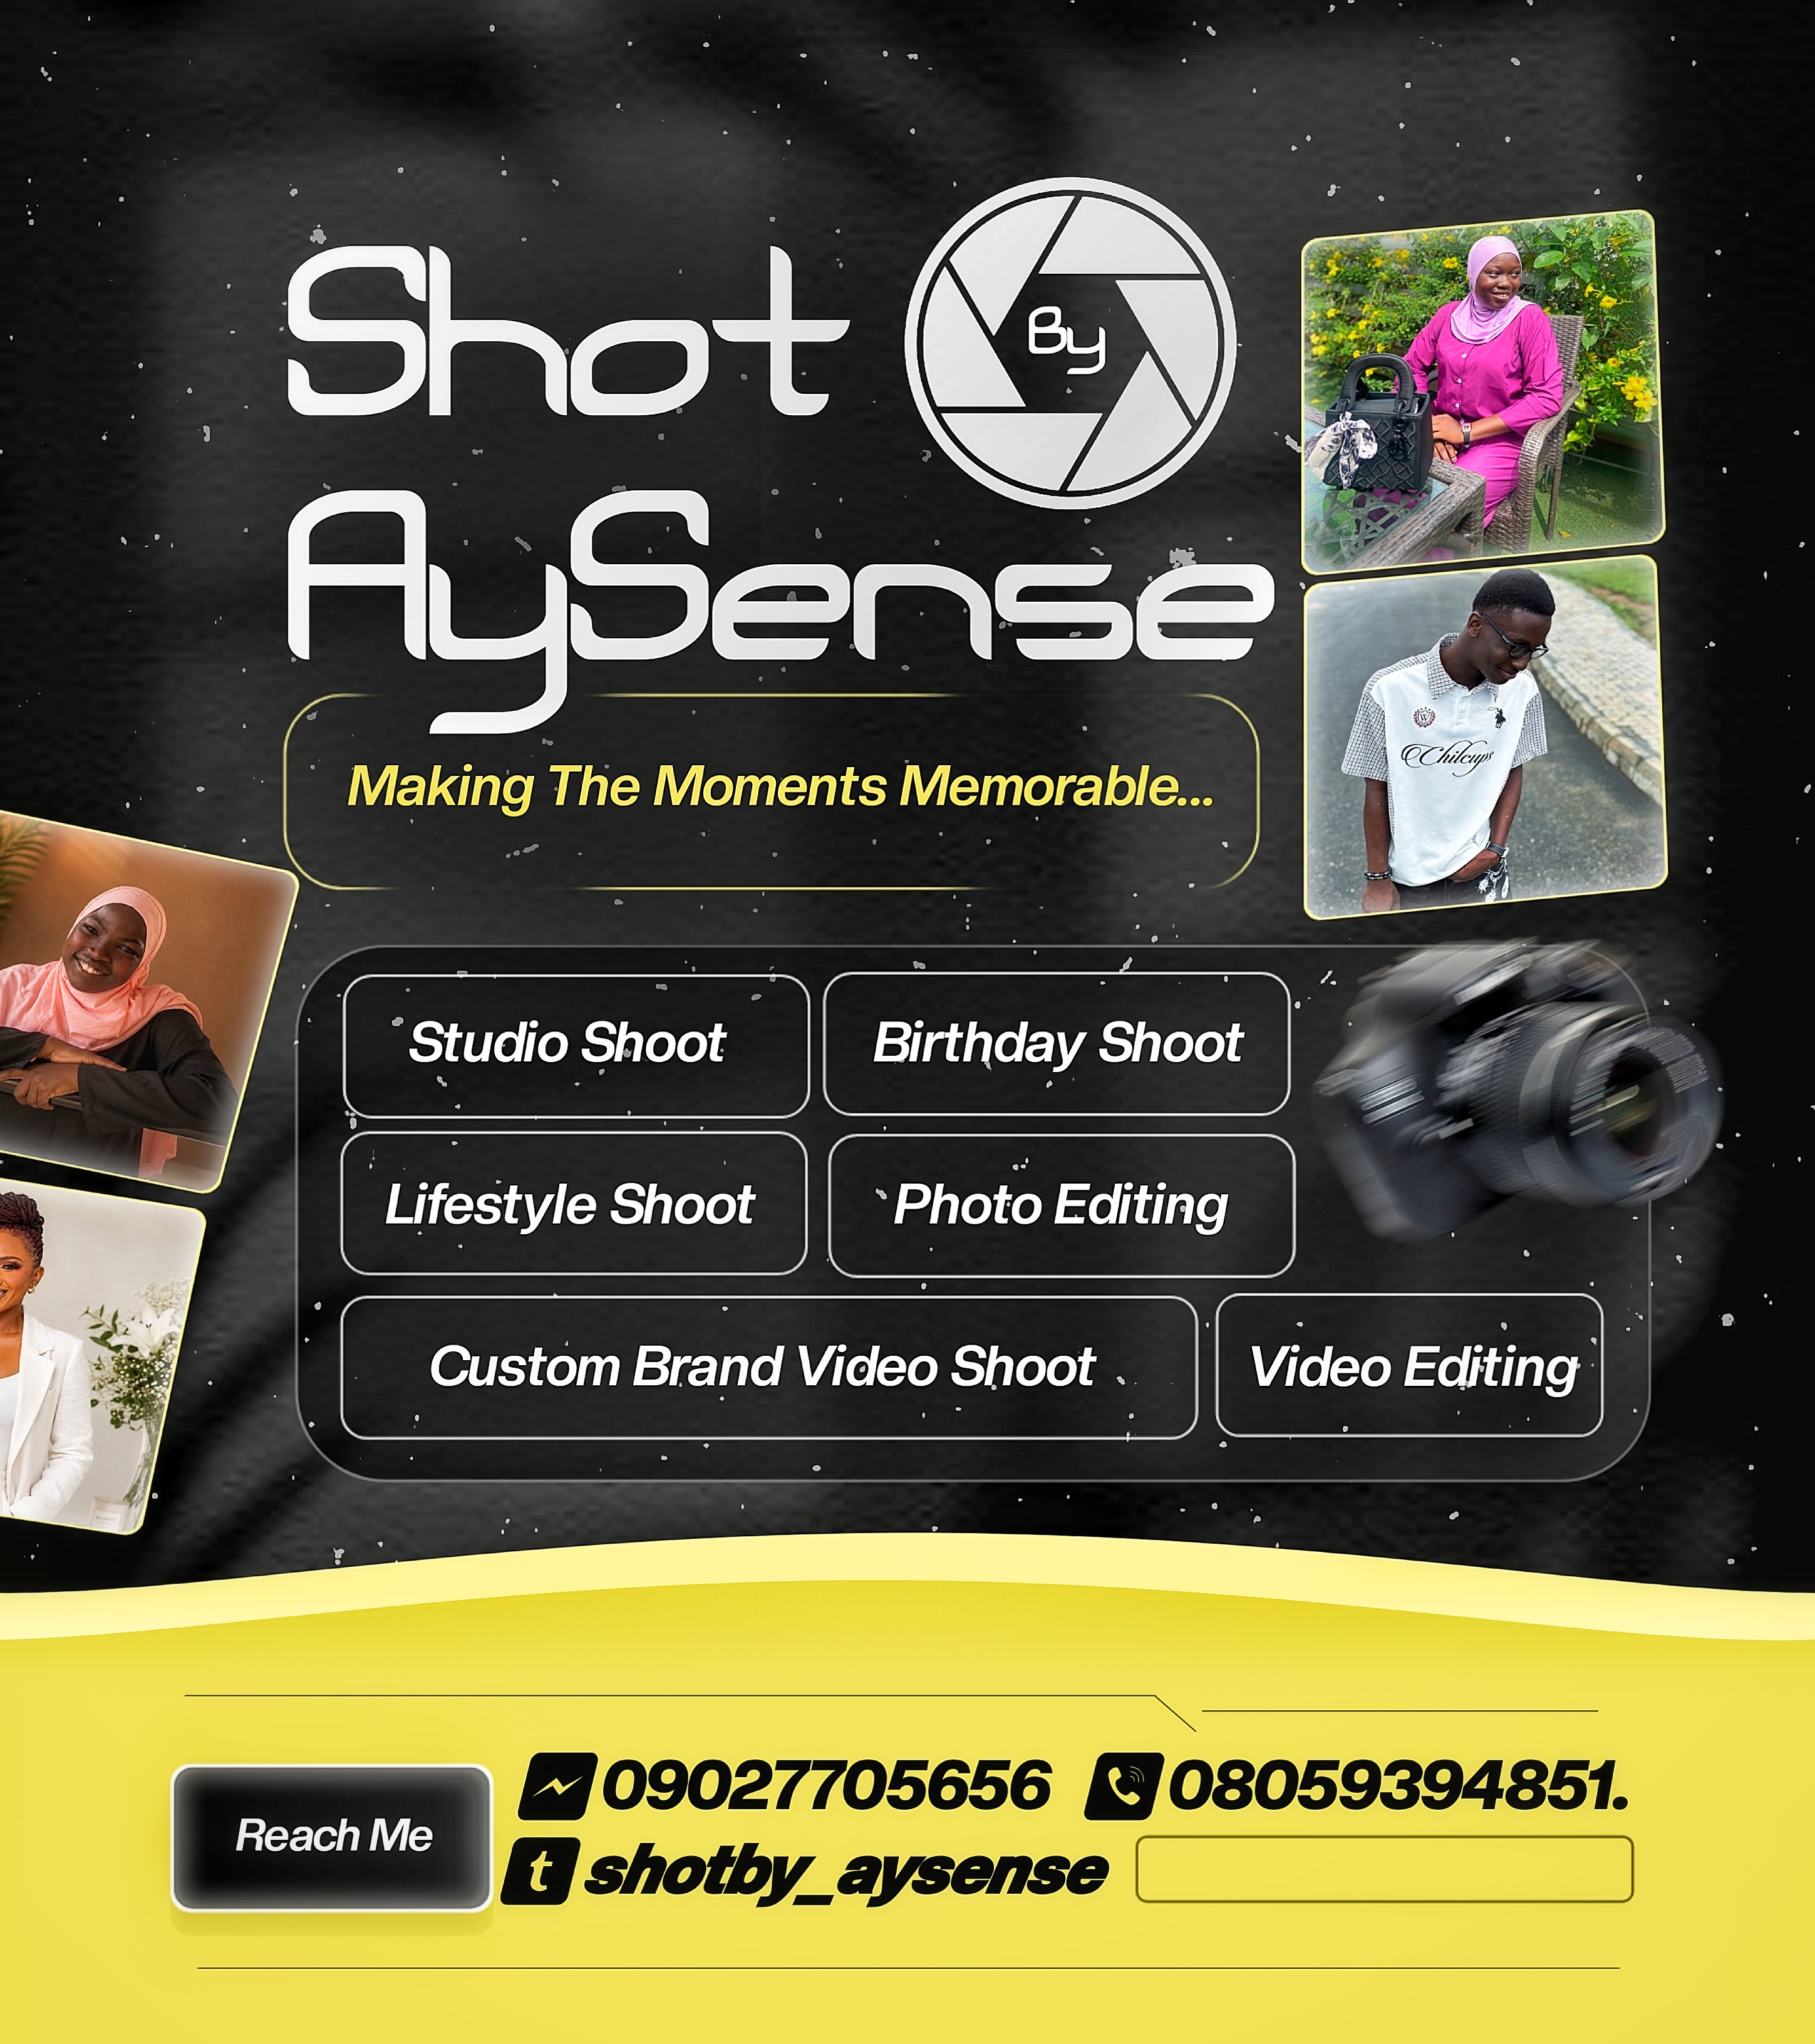 Shot By
AySense
Making The Moments Memorable...
Chilcups
Studio Shoot
Birthday Shoot
Lifestyle Shoot
Photo Editing
Custom Brand Video Shoot
Video Editing
Reach Me
09027705656
08059394851.
t shotby_aysense